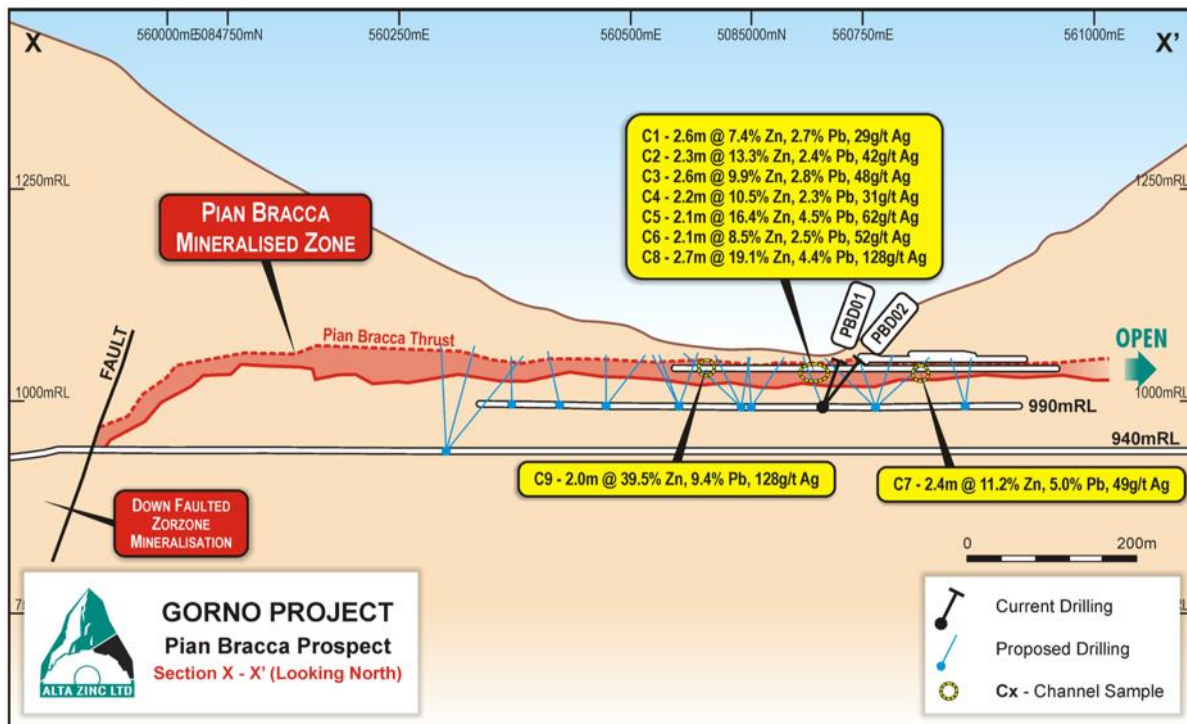 X
560000mE
5084750mN
560250mE
560500mE
5085000mN
560750mE
561000mE
X'
1250mRL
1250mRL
PIAN BRACCA
MINERALISED ZONE
C1 - 2.6m @ 7.4% Zn, 2.7% Pb, 29g/t Ag
C2 - 2.3m @ 13.3% Zn, 2.4% Pb, 42g/t Ag
C3 - 2.6m @ 9.9% Zn, 2.8% Pb, 48g/t Ag
C4 - 2.2m @ 10.5% Zn, 2.3% Pb, 31g/t Ag
C5 - 2.1m @ 16.4% Zn, 4.5% Pb, 62g/t Ag
C6 - 2.1m @ 8.5% Zn, 2.5% Pb, 52g/t Ag
C8 - 2.7m @ 19.1% Zn, 4.4% Pb, 128g/t Ag
PBD01
PBD02
FAULT
Pian Bracca Thrust
OPEN
1000mRL
1000mRL
990mRL
940mRL
C9 - 2.0m @ 39.5% Zn, 9.4% Pb, 128g/t Ag
C7 - 2.4m @ 11.2% Zn, 5.0% Pb, 49g/t Ag
DOWN FAULTED
ZORZONE
MINERALISATION
0 200m
GORNO PROJECT
Pian Bracca Prospect
Section X - X' (Looking North)
ALTA ZINC LTD
Current Drilling
Proposed Drilling
Cx - Channel Sample